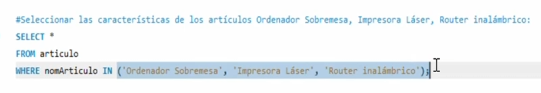 #Seleccionar las características de los artículos Ordenador Sobremesa, Impresora Láser, Router inalámbrico:
SELECT *
FROM articulo
WHERE nomArticulo IN ('Ordenador Sobremesa', 'Impresora Láser', 'Router inalámbrico');